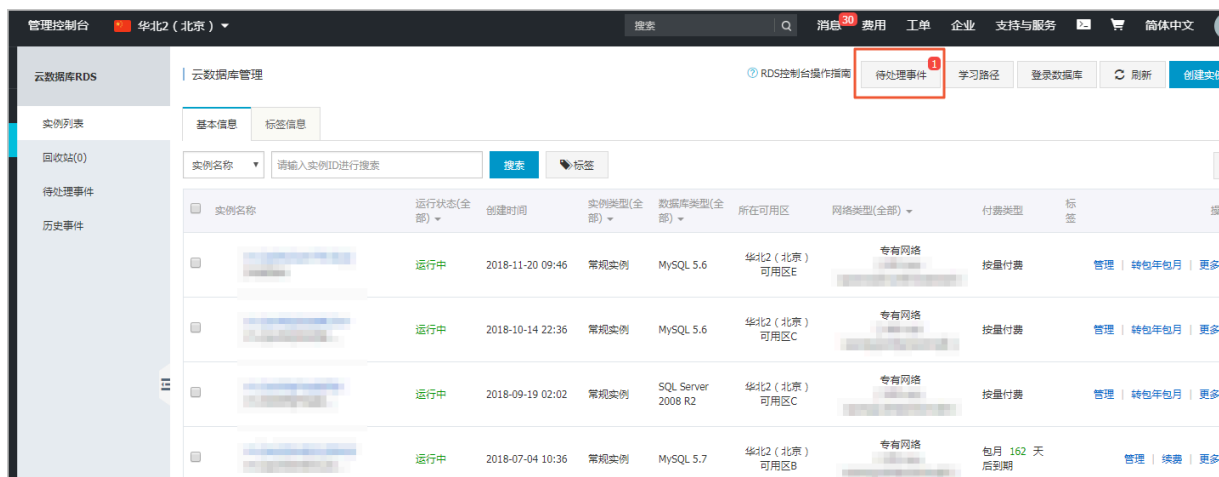 管理控制台 华北2（北京） 搜索 消息 30 费用 工单 企业 支持与服务 简体中文
云数据库RDS
实例列表
回收站(0)
待处理事件
历史事件
云数据库管理 RDS控制台操作指南 待处理事件 1 学习路径 登录数据库 刷新 创建实
基本信息 标签信息
实例名称 请输入实例ID进行搜索 搜索 标签
实例名称 运行状态(全部) 创建时间 实例类型(全部) 数据库类型(全部) 所在可用区 网络类型(全部) 付费类型 标签
运行中 2018-11-20 09:46 常规实例 MySQL 5.6 华北2（北京）可用区E 专有网络 按量付费 管理 | 转包年包月 | 更多
运行中 2018-10-14 22:36 常规实例 MySQL 5.6 华北2（北京）可用区C 专有网络 按量付费 管理 | 转包年包月 | 更多
运行中 2018-09-19 02:02 常规实例 SQL Server 2008 R2 华北2（北京）可用区C 专有网络 按量付费 管理 | 转包年包月 | 更多
运行中 2018-07-04 10:36 常规实例 MySQL 5.7 华北2（北京）可用区B 专有网络 包月 162 天后到期 管理 | 续费 | 更多